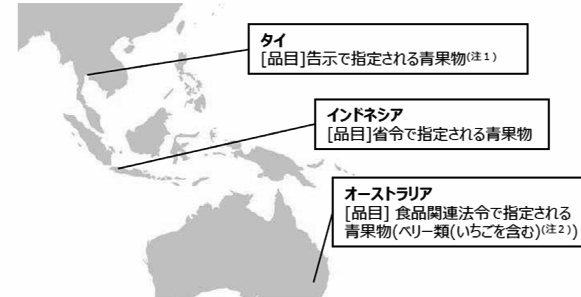 タイ
[品目]告示で指定される青果物(注1)
インドネシア
[品目]省令で指定される青果物
オーストラリア
[品目] 食品関連法令で指定される
青果物(ベリー類(いちごを含む)(注2))